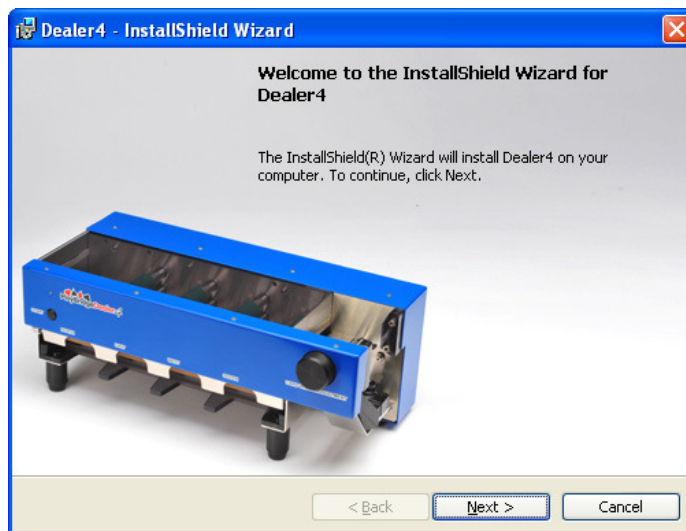 Dealer4 - InstallShield Wizard
Welcome to the InstallShield Wizard for
Dealer4
The InstallShield(R) Wizard will install Dealer4 on your
computer. To continue, click Next.
PlayBridgeDealer4
< Back
Next >
Cancel